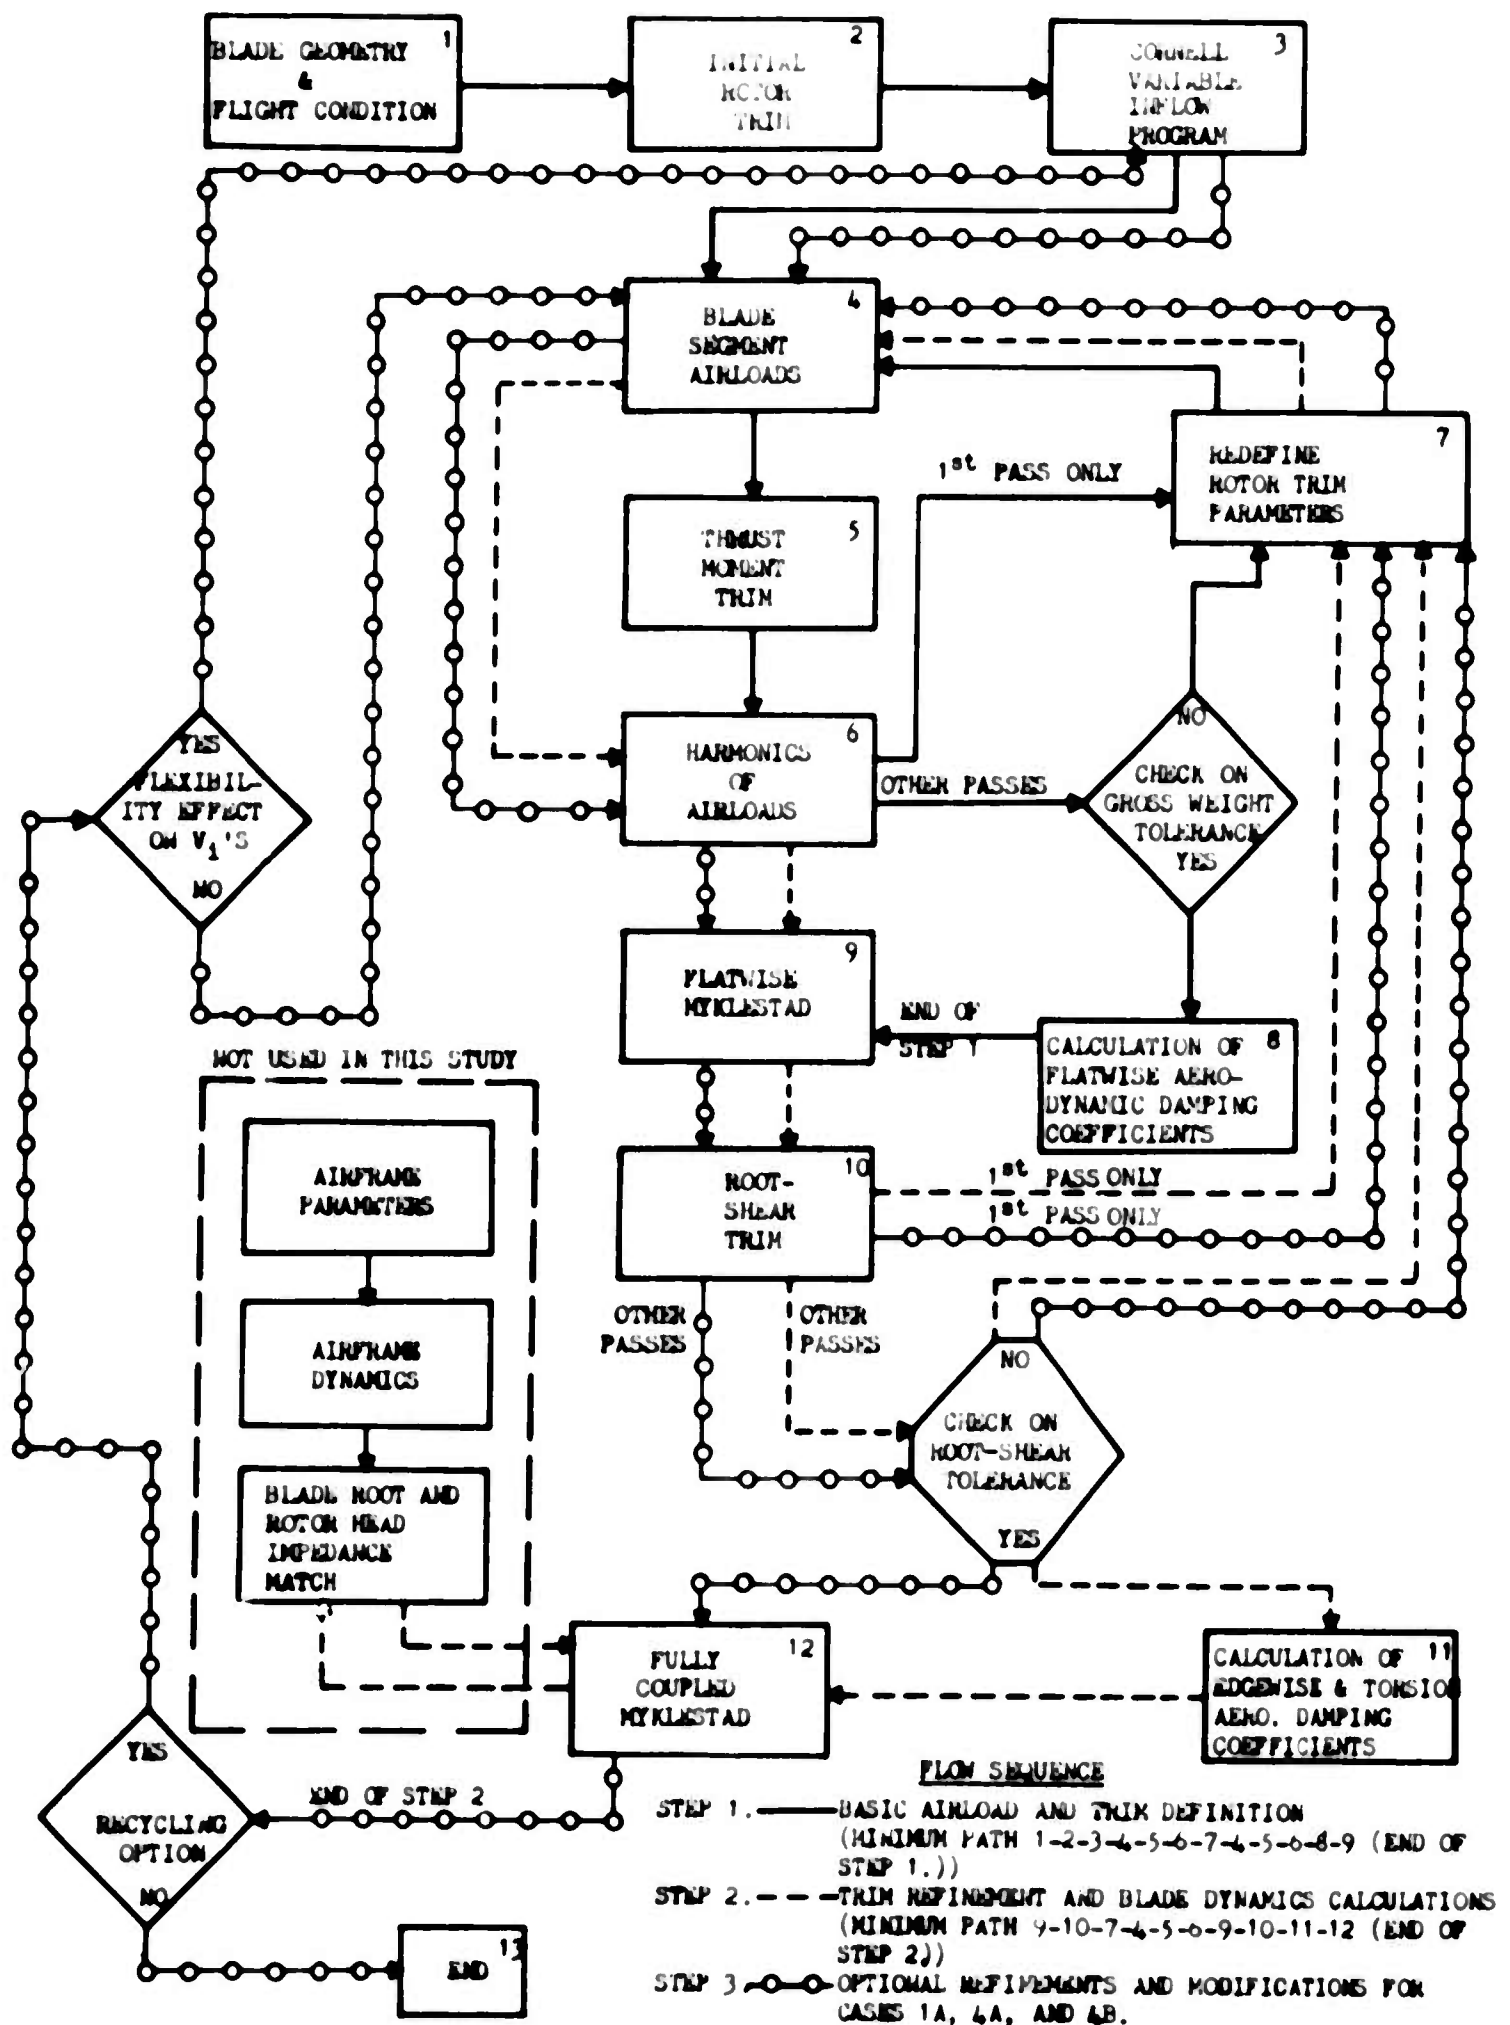 1
BLADE GEOMETRY
&
FLIGHT CONDITION
2
INITIAL
ROTOR
TRIM
3
CORNELL
VARIABLE
INFLOW
PROGRAM
4
BLADE
SEGMENT
AIRLOADS
7
REDEFINE
ROTOR TRIM
PARAMETERS
1st PASS ONLY
5
THRUST
MOMENT
TRIM
6
HARMONICS
OF
AIRLOADS
OTHER PASSES
NO
CHECK ON
GROSS WEIGHT
TOLERANCE
YES
YES
FLEXIBIL-
ITY EFFECT
ON Vi'S
NO
9
FLATWISE
MYKLESTAD
END OF
STEP 1
8
CALCULATION OF
FLATWISE AERO-
DYNAMIC DAMPING
COEFFICIENTS
NOT USED IN THIS STUDY
AIRFRAME
PARAMETERS
10
ROOT-
SHEAR
TRIM
1st PASS ONLY
1st PASS ONLY
AIRFRAME
DYNAMICS
OTHER
PASSES
OTHER
PASSES
NO
CHECK ON
ROOT-SHEAR
TOLERANCE
YES
BLADE ROOT AND
ROTOR HEAD
IMPEDANCE
MATCH
12
FULLY
COUPLED
MYKLESTAD
11
CALCULATION OF
EDGEWISE & TORSION
AERO. DAMPING
COEFFICIENTS
YES
RECYCLING
OPTION
NO
END OF STEP 2
13
END
FLOW SEQUENCE
STEP 1. BASIC AIRLOAD AND TRIM DEFINITION
(MINIMUM PATH 1-2-3-4-5-6-7-4-5-6-8-9 (END OF
STEP 1.))
STEP 2. TRIM REFINEMENT AND BLADE DYNAMICS CALCULATIONS
(MINIMUM PATH 9-10-7-4-5-6-9-10-11-12 (END OF
STEP 2.))
STEP 3 OPTIONAL REFINEMENTS AND MODIFICATIONS FOR
CASES 1A, 4A, AND 4B.